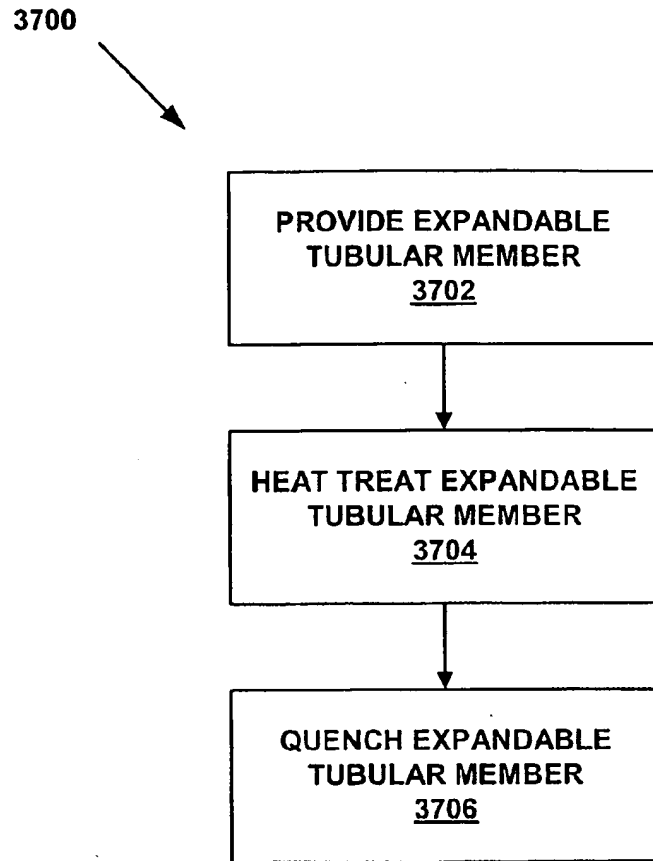 3700
PROVIDE EXPANDABLE
TUBULAR MEMBER
3702
HEAT TREAT EXPANDABLE
TUBULAR MEMBER
3704
QUENCH EXPANDABLE
TUBULAR MEMBER
3706